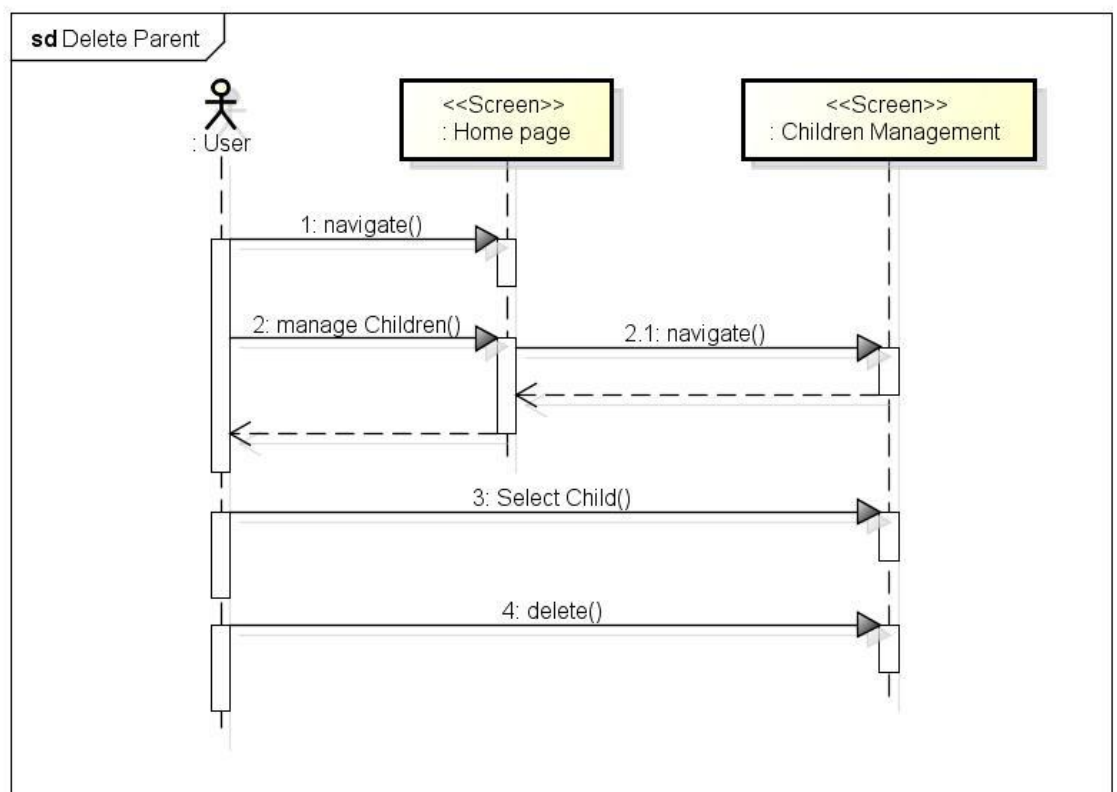 sd Delete Parent
: User
<<Screen>>
: Home page
<<Screen>>
: Children Management
1: navigate()
2: manage Children()
2.1: navigate()
3: Select Child()
4: delete()